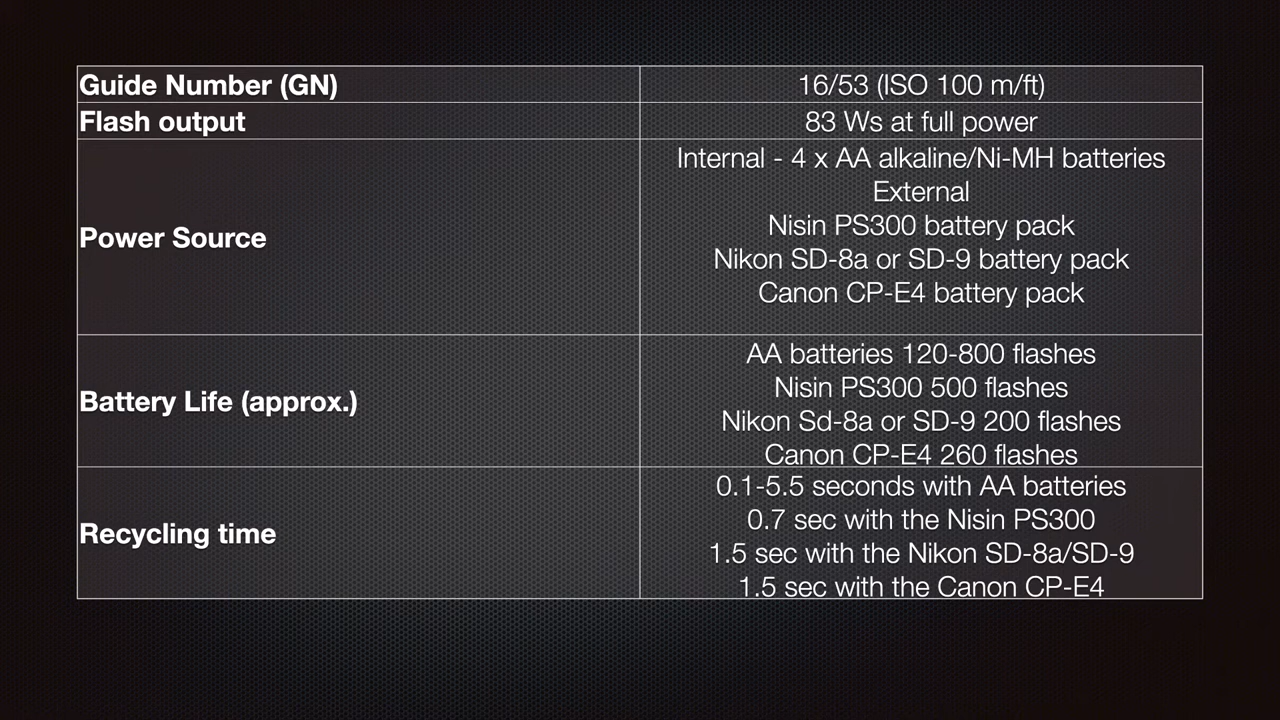 Guide Number (GN)
16/53 (ISO 100 m/ft)
Flash output
83 Ws at full power
Power Source
Internal - 4 x AA alkaline/Ni-MH batteries
External
Nisin PS300 battery pack
Nikon SD-8a or SD-9 battery pack
Canon CP-E4 battery pack
Battery Life (approx.)
AA batteries 120-800 flashes
Nisin PS300 500 flashes
Nikon Sd-8a or SD-9 200 flashes
Canon CP-E4 260 flashes
Recycling time
0.1-5.5 seconds with AA batteries
0.7 sec with the Nisin PS300
1.5 sec with the Nikon SD-8a/SD-9
1.5 sec with the Canon CP-E4